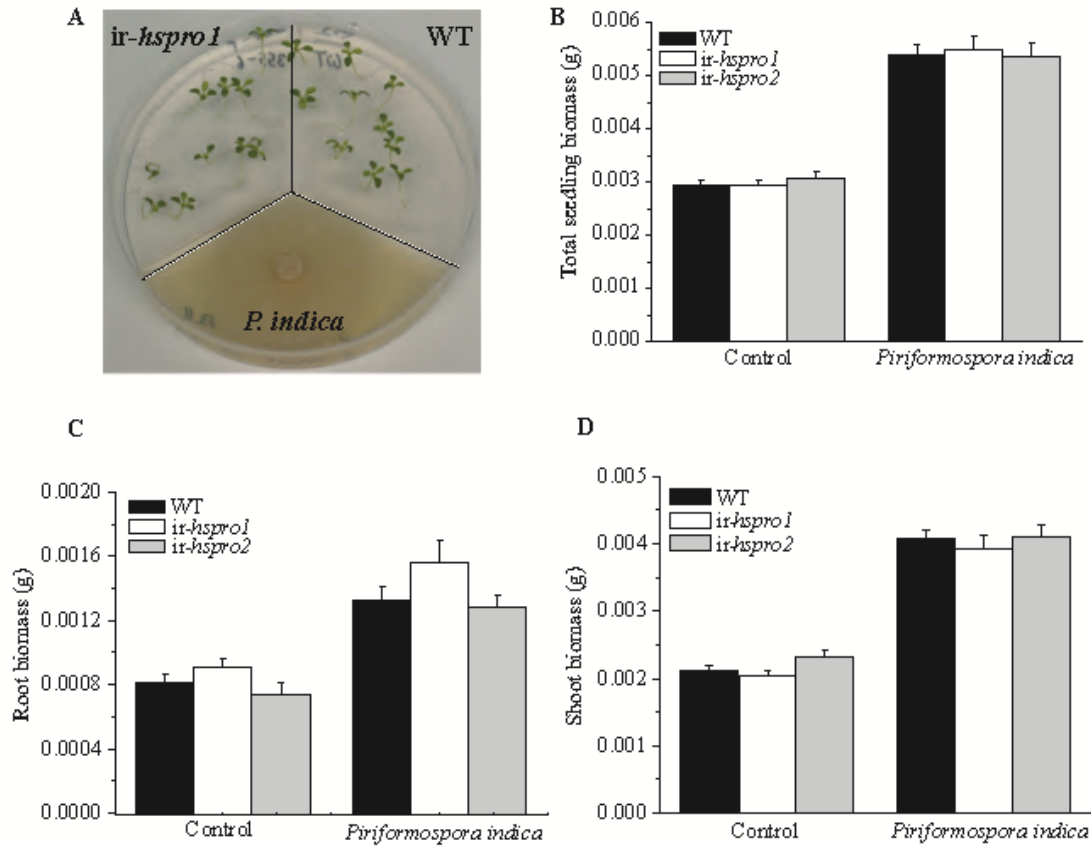 A
ir-hspro1
WT
P. indica
B
Total seedling biomass (g)
0.006
0.005
0.003
0.002
0.001
0.000
WT
ir-hspro1
ir-hspro2
Control
Piriformospora indica
C
Root biomass (g)
0.0020
0.0016
0.0012
0.0008
0.0004
0.0000
WT
ir-hspro1
ir-hspro2
Control
Piriformospora indica
D
Shoot biomass (g)
0.005
0.004
0.003
0.002
0.001
0.000
WT
ir-hspro1
ir-hspro2
Control
Piriformospora indica